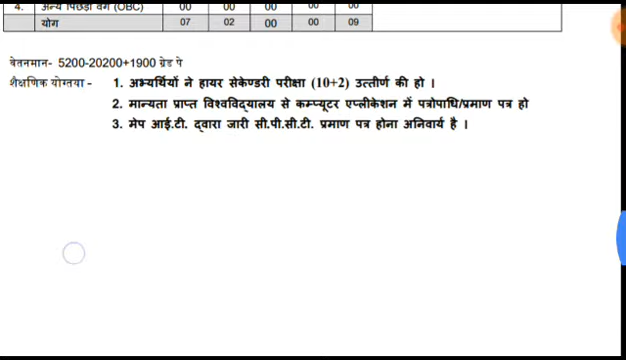 4. अन्य पिछड़ा वर्ग (OBC) 00 00 00 00 00
योग 07 02 00 00 09
वेतनमान- 5200-20200+1900 ग्रेड पे
शैक्षणिक योग्तया - 1. अभ्यर्थियों ने हायर सेकेण्डरी परीक्षा (10+2) उत्तीर्ण की हो ।
2. मान्यता प्राप्त विश्वविद्यालय से कम्प्यूटर एप्लीकेशन में पत्रोपाधि/प्रमाण पत्र हो
3. मेप आई.टी. द्वारा जारी सी.पी.सी.टी. प्रमाण पत्र होना अनिवार्य है ।